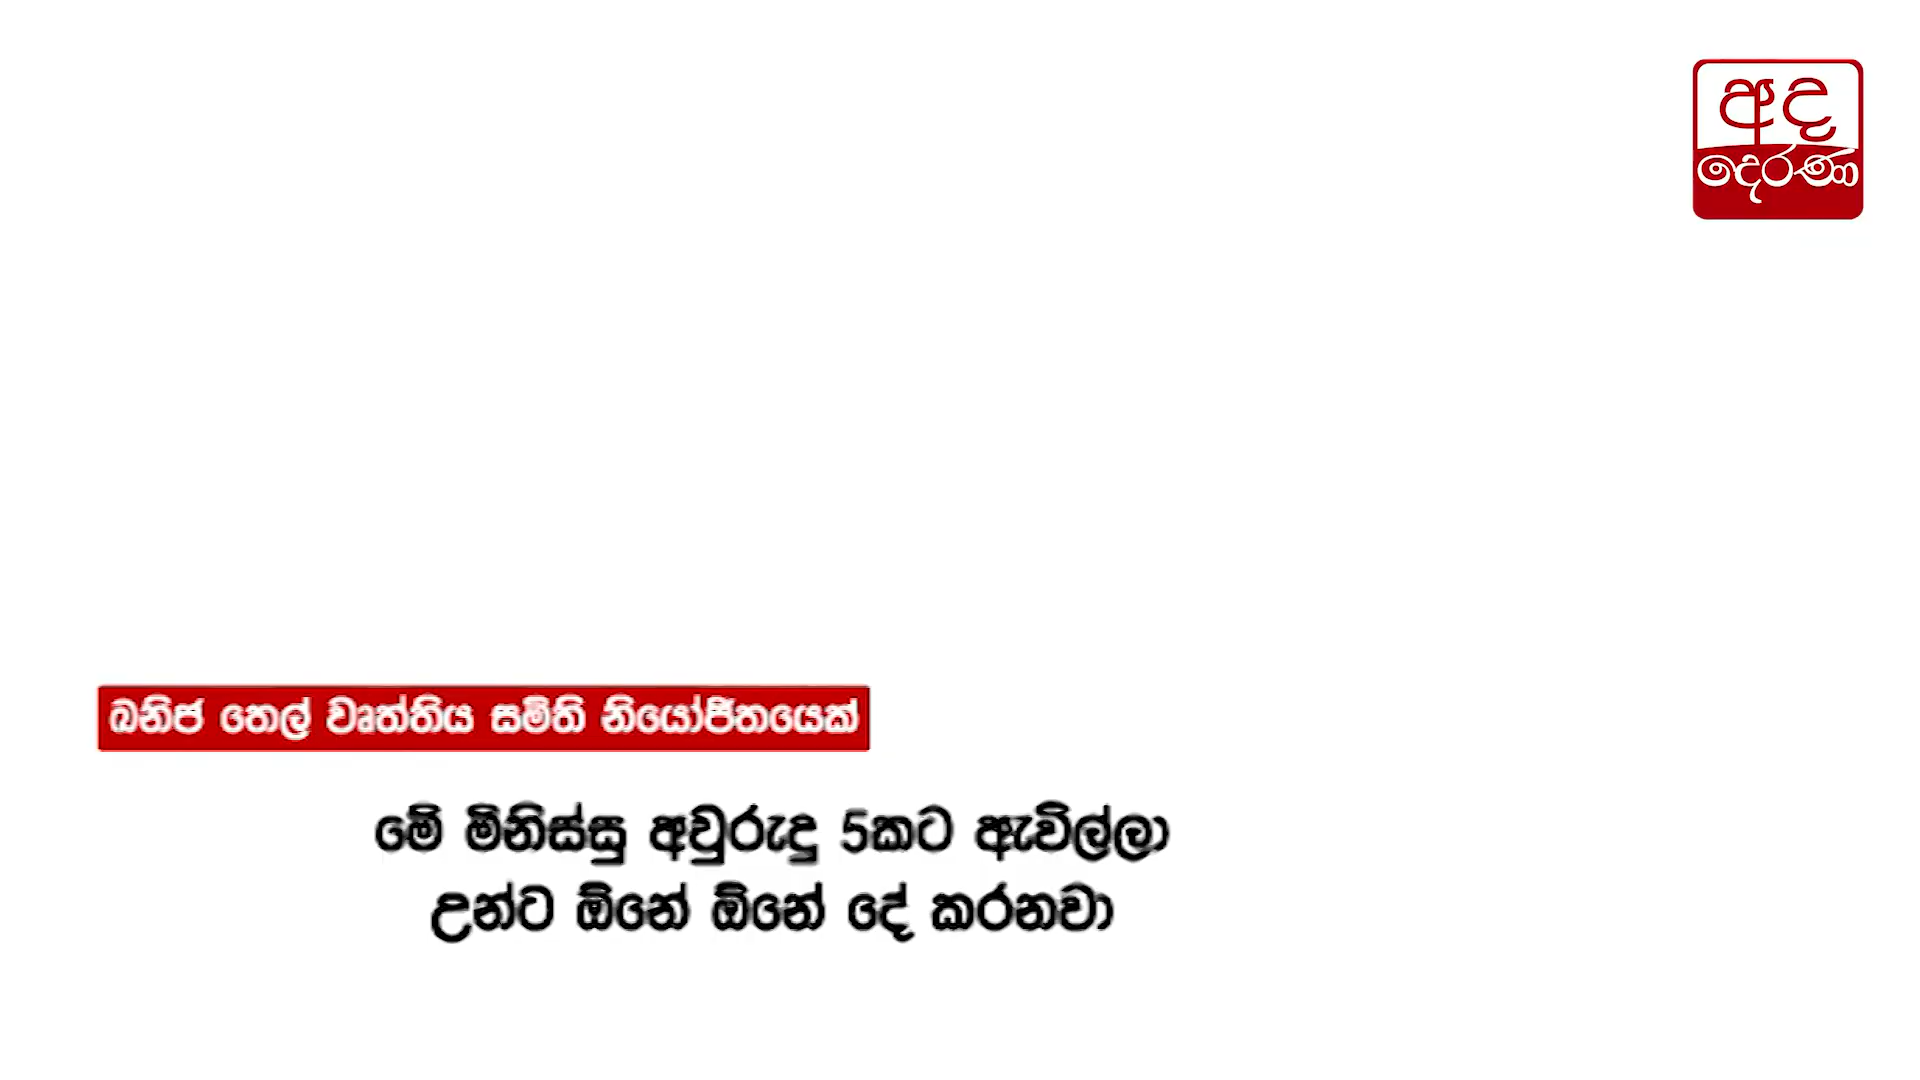 අද
දෙරණ
ඛනිජ තෙල් වෘත්තිය සමිති නියෝජිතයෙක්
මේ මිනිස්සු අවුරුදු 5කට ඇවිල්ලා
උන්ට ඕනේ ඕනේ දේ කරනවා